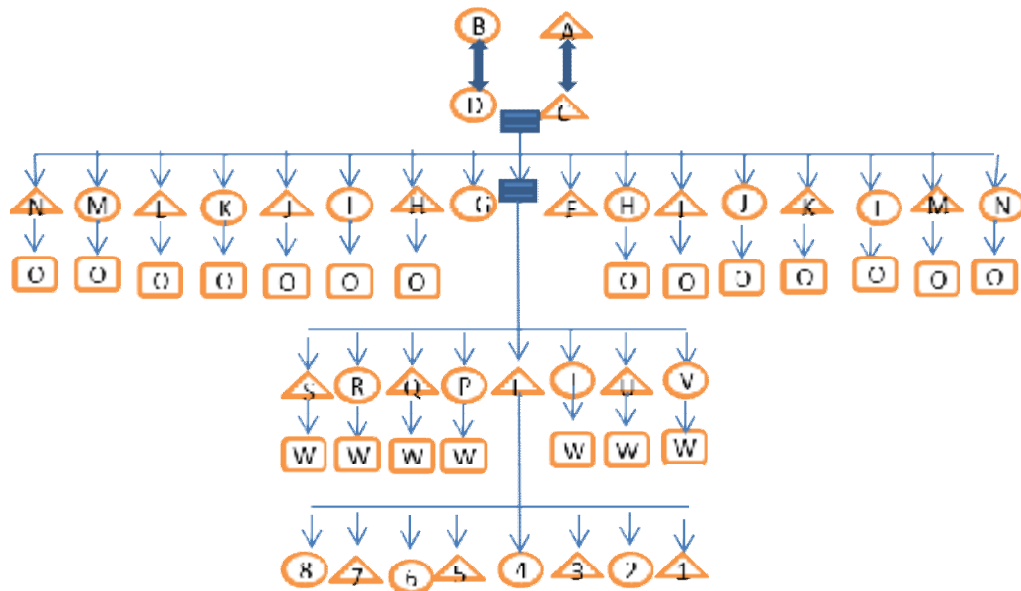 B A
D C
N M L K J I H G F H I J K I M N
O O O O O O O O O O O O O O
S R Q P U V
W W W W W W W
8 7 6 5 4 3 2 1